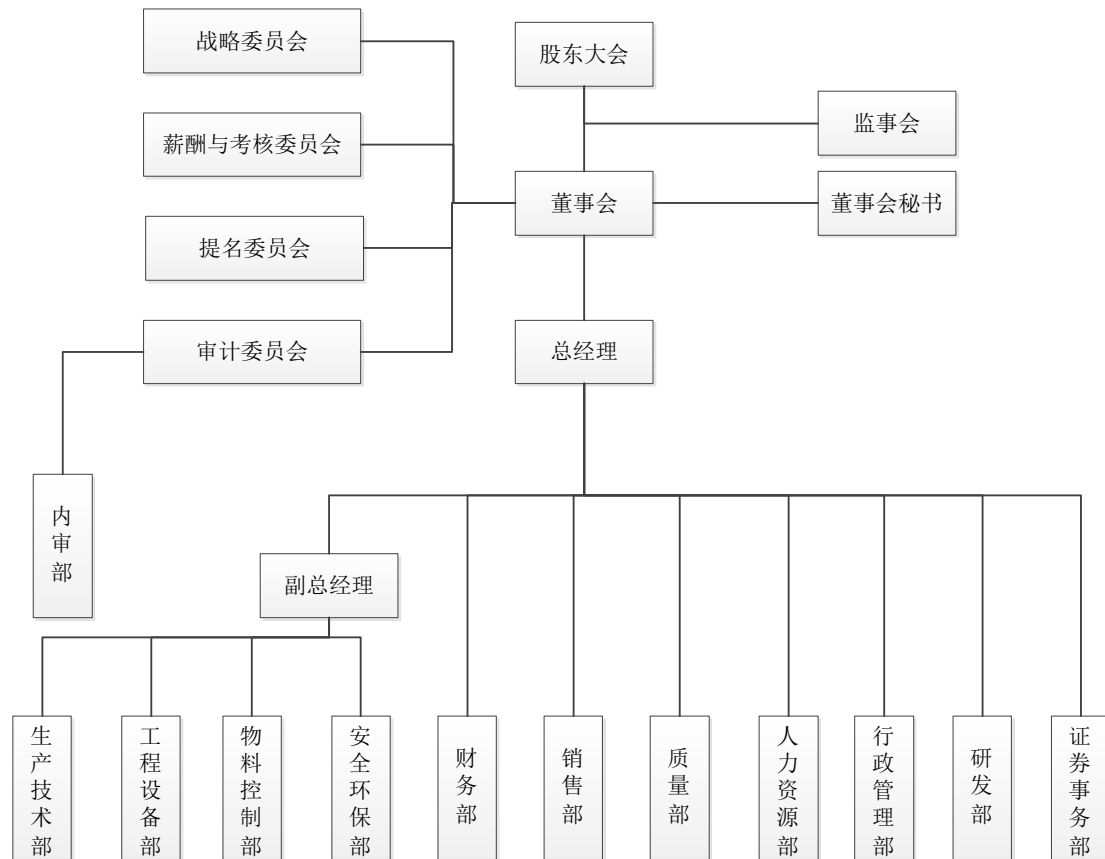 战略委员会
股东大会
监事会
薪酬与考核委员会
董事会
董事会秘书
提名委员会
审计委员会
总经理
内审部
副总经理
生产技术部
工程设备部
物料控制部
安全环保部
财务部
销售部
质量部
人力资源部
行政管理部
研发部
证券事务部